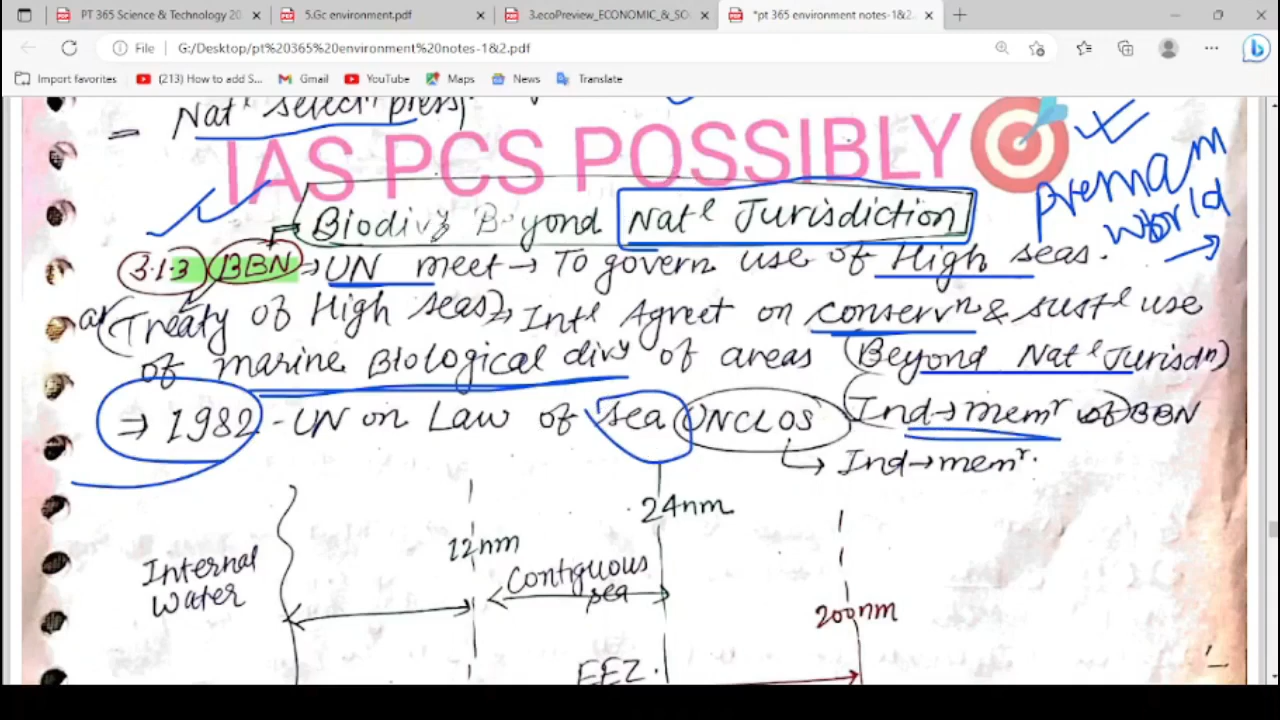 PT 365 Science & Technology 20
5.Gc environment.pdf
3.ecoPreview_ECONOMIC_&_SO
*pt 365 environment notes-1&2.
File G:/Desktop/pt%20365%20environment%20notes-1&2.pdf
Import favorites
(213) How to add S...
Gmail
YouTube
Maps
News
Translate
= Natˡ selectⁿ press
IAS PCS POSSIBLY
premam
world
Biodivy Beyond Natˡ Jurisdiction
3.1.3 BBN → UN meet → To govern use of High seas.
(Treaty of High seas) → Intˡ Agreet on conservⁿ & sustˡ use
of marine Biological divy of areas (Beyond Natˡ Jurisdⁿ)
⇒ 1982 - UN on Law of sea UNCLOS (Ind → memʳ of BBN
↳ Ind → memʳ.
24nm
12nm
Internal
water
Contiguous
sea
200nm
EEZ.